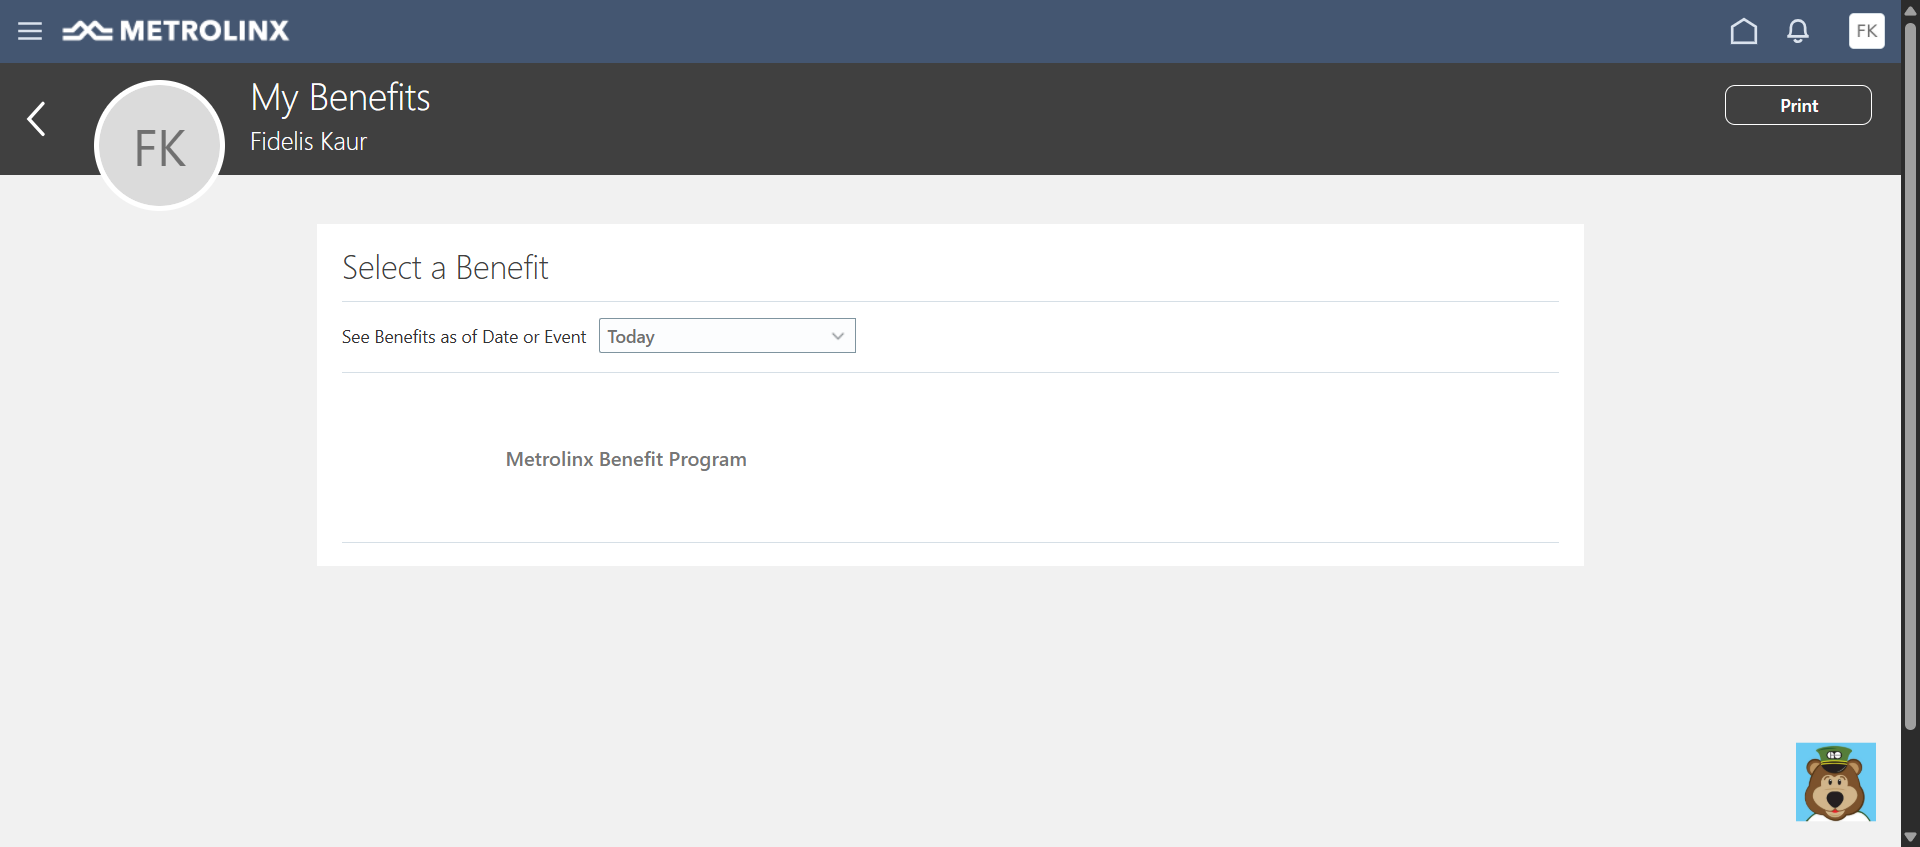 METROLINX
FK
My Benefits
Fidelis Kaur
FK
Print
Select a Benefit
See Benefits as of Date or Event
Today
Metrolinx Benefit Program
GO